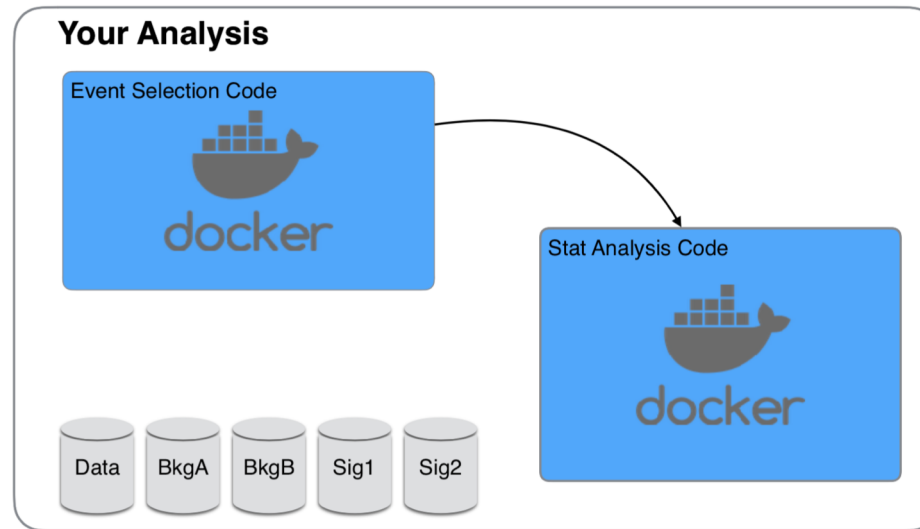 Your Analysis
Event Selection Code
docker
Stat Analysis Code
docker
Data
BkgA
BkgB
Sig1
Sig2